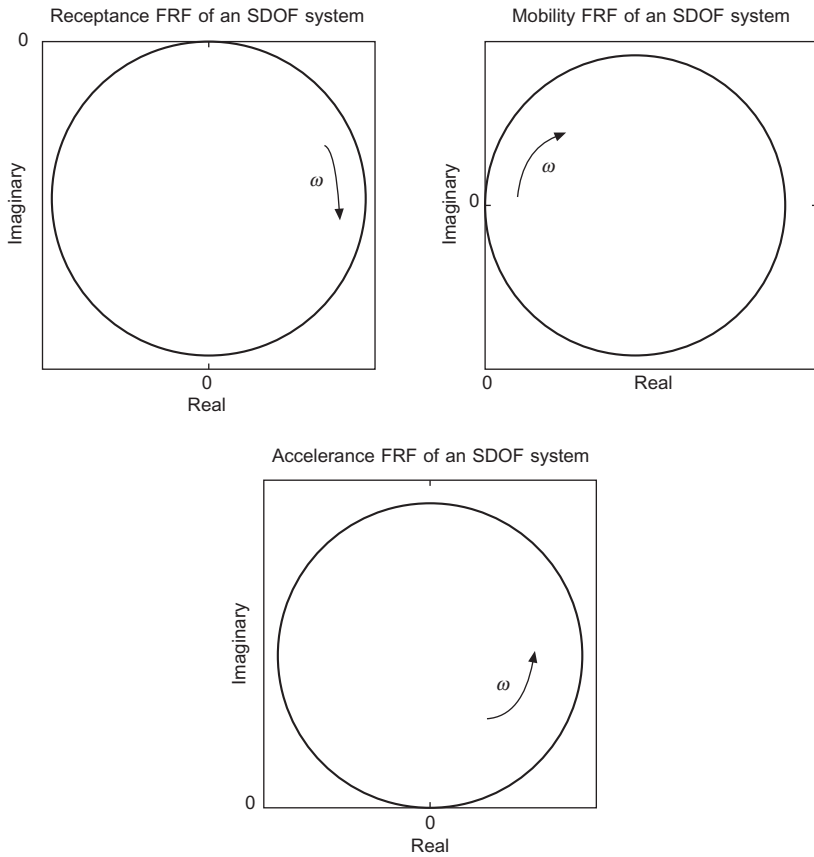 Receptance FRF of an SDOF system
0
Imaginary
ω
0
Real
Mobility FRF of an SDOF system
Imaginary
0
ω
0
Real
Accelerance FRF of an SDOF system
Imaginary
ω
0
0
Real